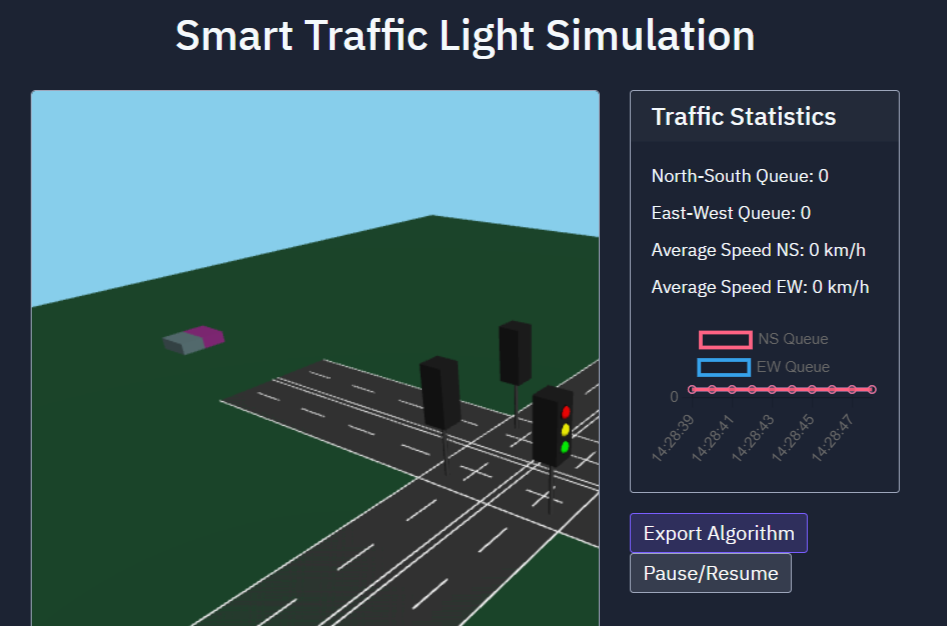 Smart Traffic Light Simulation
Traffic Statistics
North-South Queue: 0
East-West Queue: 0
Average Speed NS: 0 km/h
Average Speed EW: 0 km/h
NS Queue
EW Queue
0
14:28:39 14:28:41 14:28:43 14:28:45 14:28:47
Export Algorithm
Pause/Resume